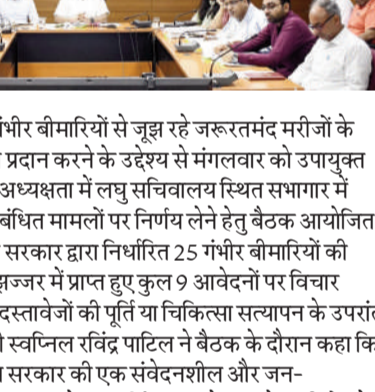 गंभीर बीमारियों से जूझ रहे जरूरतमंद मरीजों के
प्रदान करने के उद्देश्य से मंगलवार को उपायुक्त
अध्यक्षता में लघु सचिवालय स्थित सभागार में
बंधित मामलों पर निर्णय लेने हेतु बैठक आयोजित
सरकार द्वारा निर्धारित 25 गंभीर बीमारियों की
झज्जर में प्राप्त हुए कुल 9 आवेदनों पर विचार
दस्तावेजों की पूर्ति या चिकित्सा सत्यापन के उपरां
स्वप्निल रविंद्र पाटिल ने बैठक के दौरान कहा कि
सरकार की एक संवेदनशील और जन-